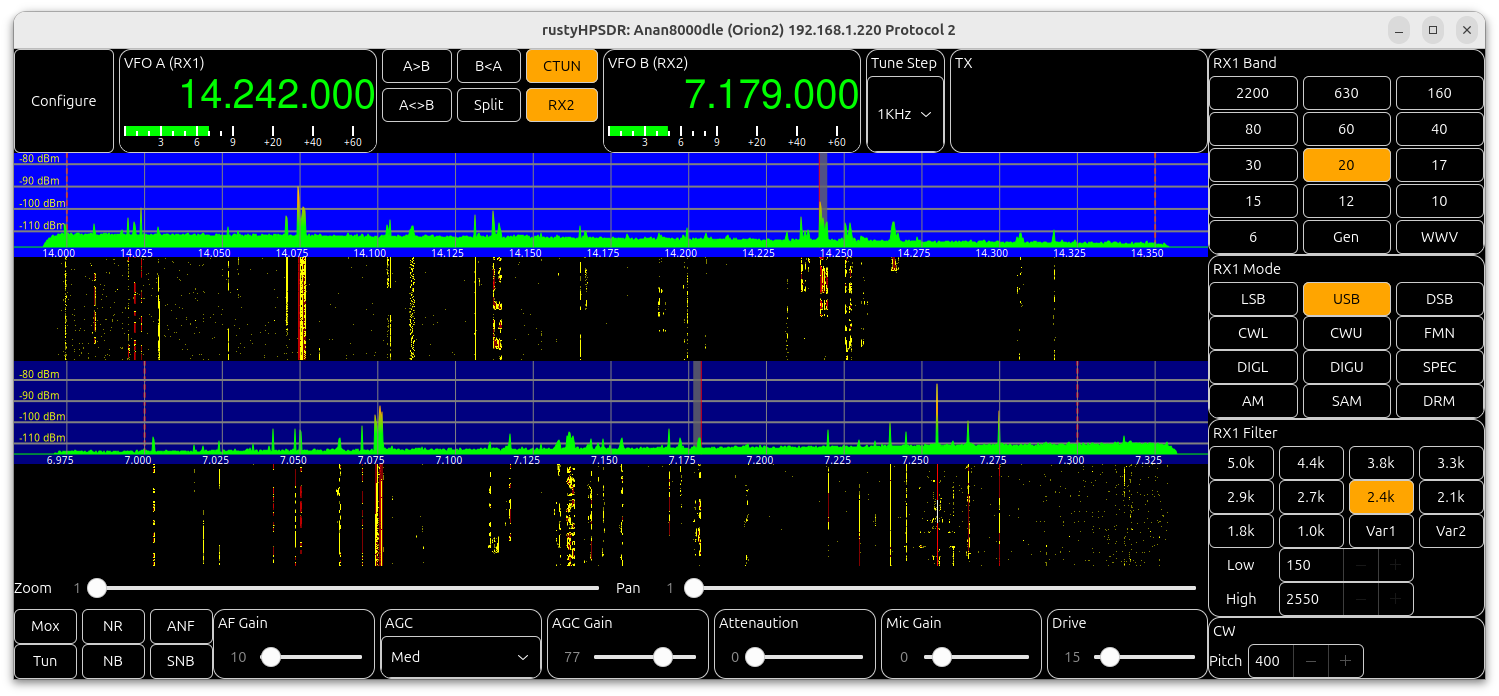 rustyHPSDR: Anan8000dle (Orion2) 192.168.1.220 Protocol 2
Configure
VFO A (RX1)
14.242.000
3 6 9 +20 +40 +60
A>B B<A CTUN
A<>B Split RX2
VFO B (RX2)
7.179.000
3 6 9 +20 +40 +60
Tune Step
1KHz
TX
-80 dBm
-90 dBm
-100 dBm
-110 dBm
14.000 14.025 14.050 14.075 14.100 14.125 14.150 14.175 14.200 14.225 14.250 14.275 14.300 14.325 14.350
-80 dBm
-90 dBm
-100 dBm
-110 dBm
6.975 7.000 7.025 7.050 7.075 7.100 7.125 7.150 7.175 7.200 7.225 7.250 7.275 7.300 7.325
Zoom 1 Pan 1
Mox NR ANF
Tun NB SNB
AF Gain
10
AGC
Med
AGC Gain
77
Attenaution
0
Mic Gain
0
Drive
15
RX1 Band
2200 630 160
80 60 40
30 20 17
15 12 10
6 Gen WWV
RX1 Mode
LSB USB DSB
CWL CWU FMN
DIGL DIGU SPEC
AM SAM DRM
RX1 Filter
5.0k 4.4k 3.8k 3.3k
2.9k 2.7k 2.4k 2.1k
1.8k 1.0k Var1 Var2
Low 150 − +
High 2550 − +
CW
Pitch 400 − +